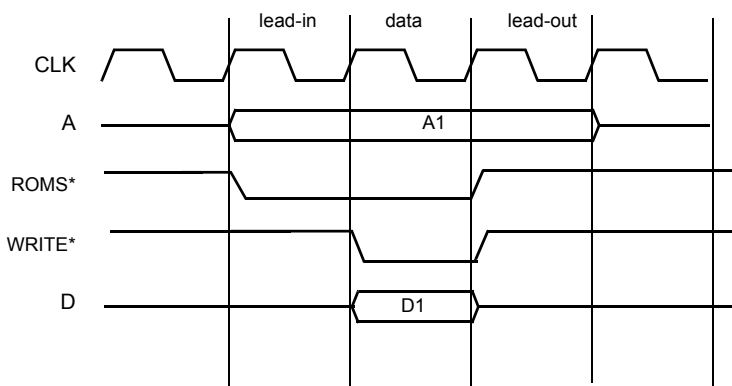 lead-in data lead-out
CLK
A A1
ROMS*
WRITE*
D D1